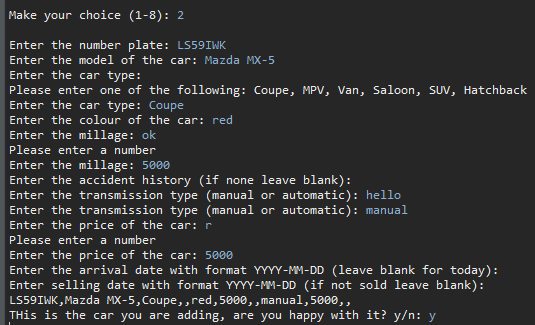 Make your choice (1-8): 2
Enter the number plate: LS59IWK
Enter the model of the car: Mazda MX-5
Enter the car type:
Please enter one of the following: Coupe, MPV, Van, Saloon, SUV, Hatchback
Enter the car type: Coupe
Enter the colour of the car: red
Enter the millage: ok
Please enter a number
Enter the millage: 5000
Enter the accident history (if none leave blank):
Enter the transmission type (manual or automatic): hello
Enter the transmission type (manual or automatic): manual
Enter the price of the car: r
Please enter a number
Enter the price of the car: 5000
Enter the arrival date with format YYYY-MM-DD (leave blank for today):
Enter selling date with format YYYY-MM-DD (if not sold leave blank):
LS59IWK,Mazda MX-5,Coupe,,red,5000,,manual,5000,,
THis is the car you are adding, are you happy with it? y/n: y